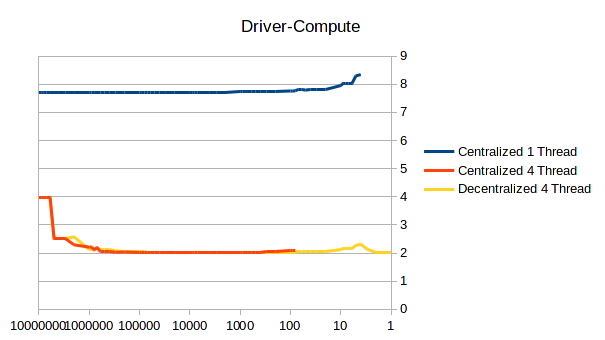 Driver-Compute
9
8
7
6
5
4
3
2
1
0
10000000 1000000 100000 10000 1000 100 10 1
Centralized 1 Thread
Centralized 4 Thread
Decentralized 4 Thread